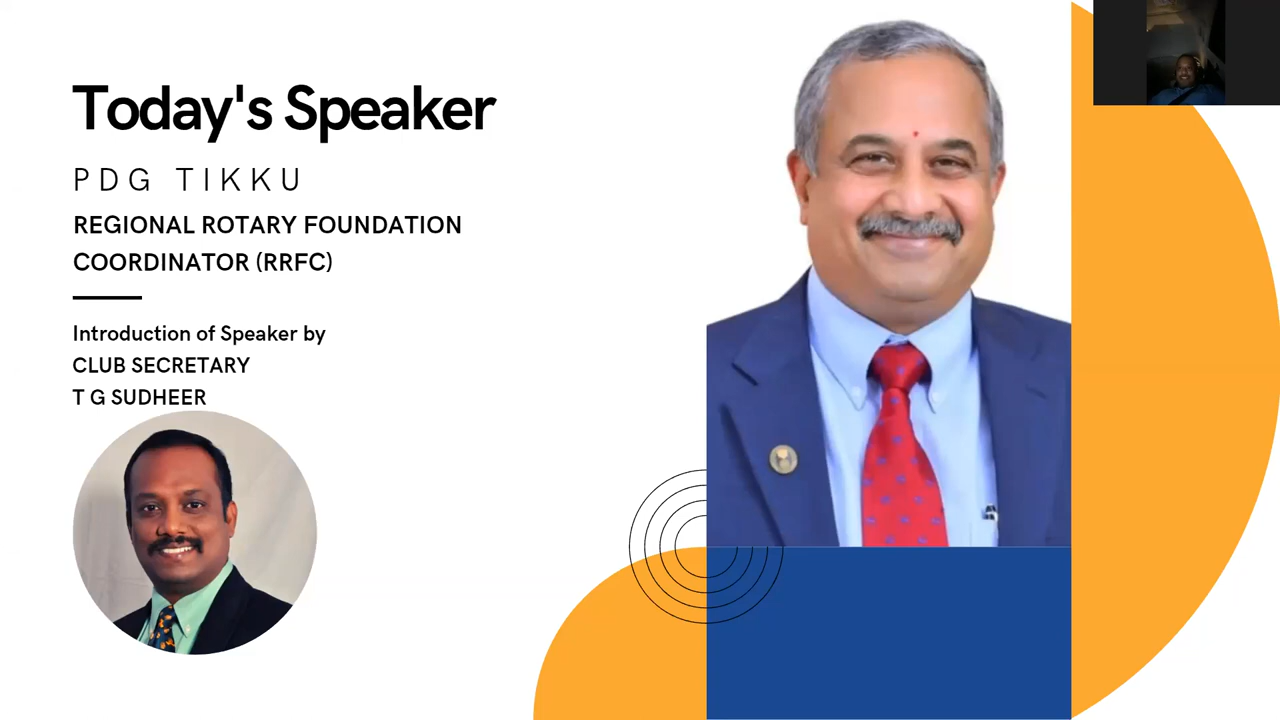 Today's Speaker
PDG TIKKU
REGIONAL ROTARY FOUNDATION
COORDINATOR (RRFC)
Introduction of Speaker by
CLUB SECRETARY
T G SUDHEER